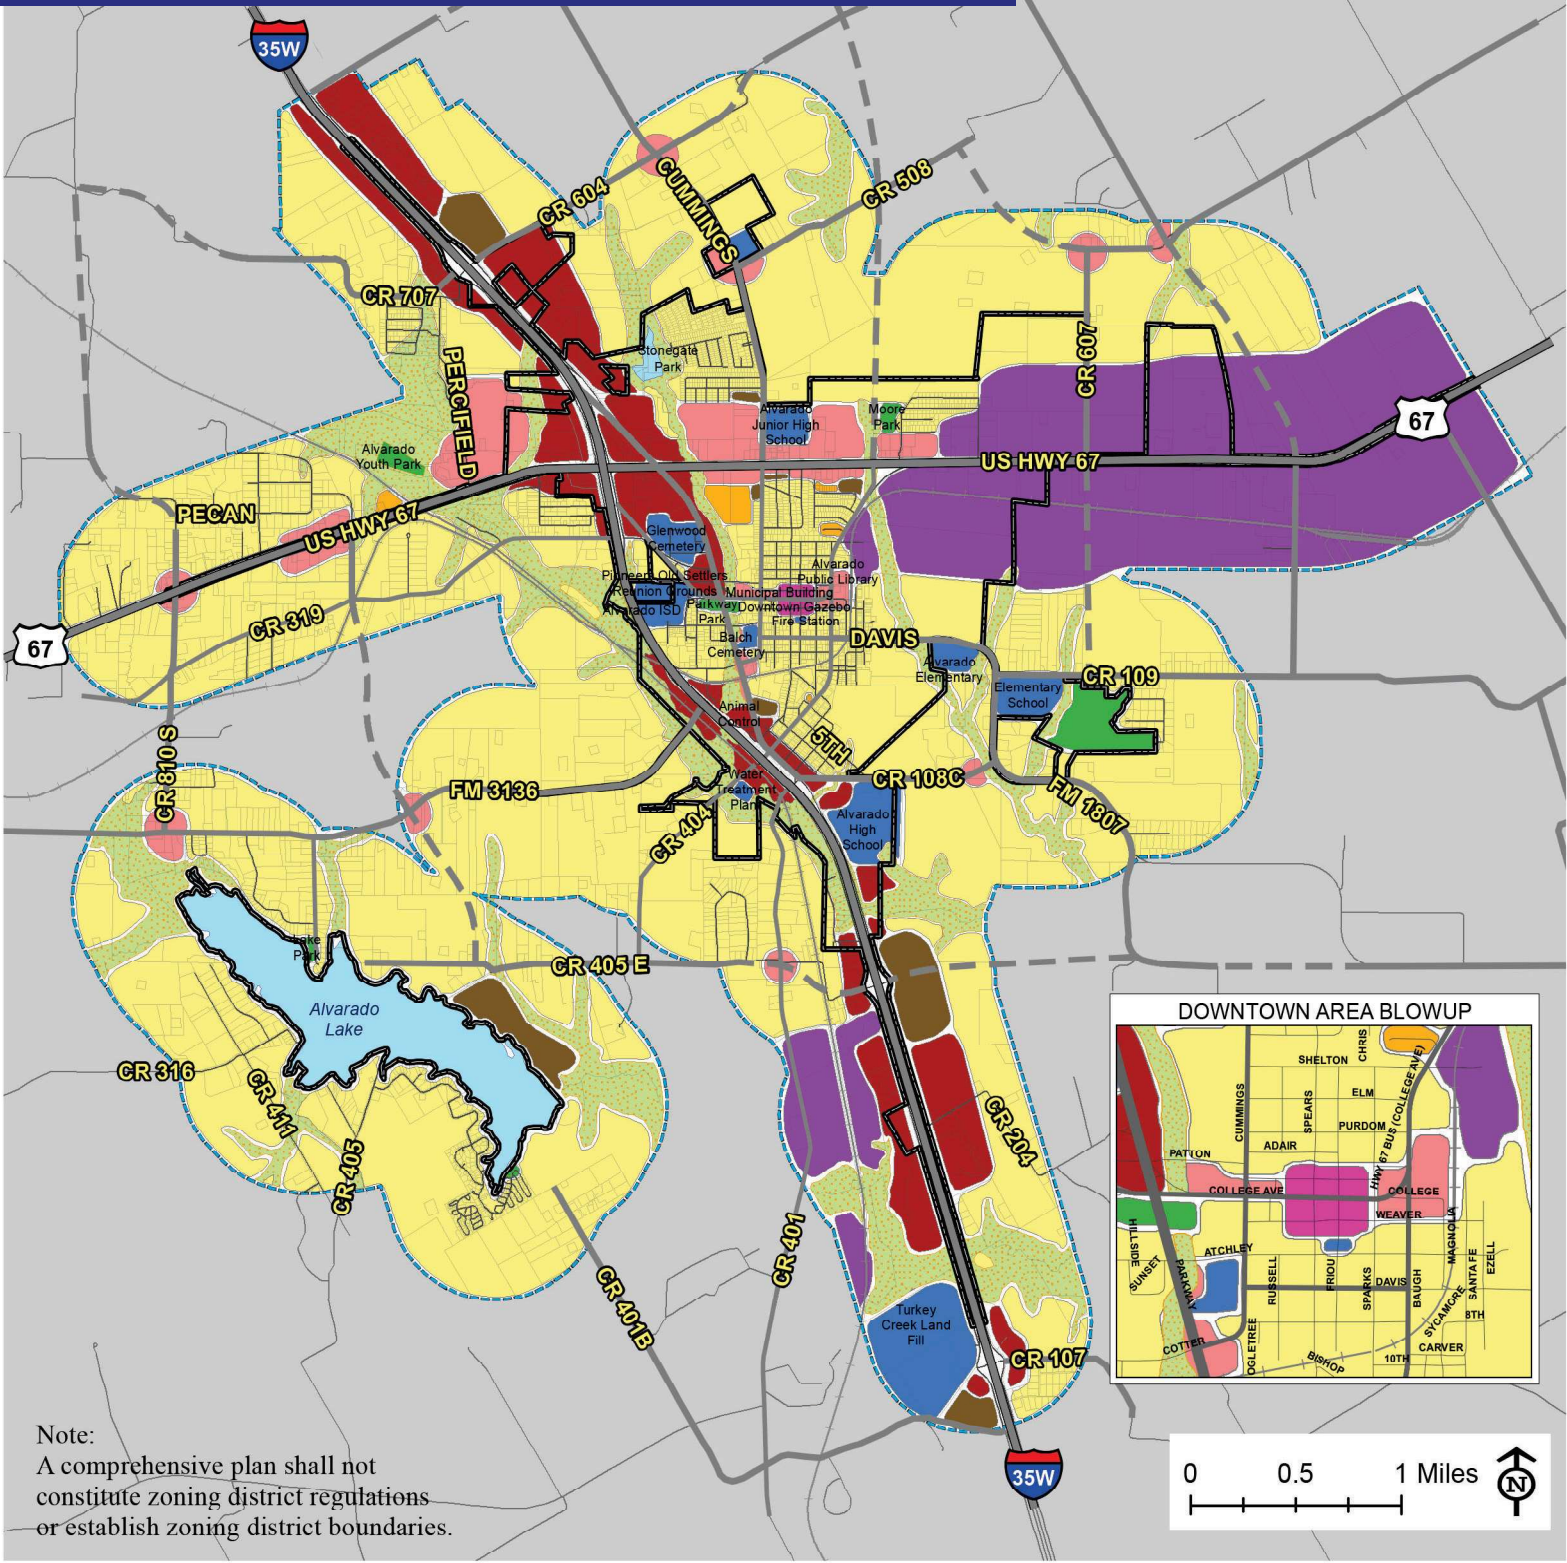 35W
CR 604
CUMMINGS
CR 508
CR 707
CR 607
PERCIFIELD
Stonegate
Park
Alvarado
Junior High
School
Moore
Park
67
Alvarado
Youth Park
US HWY 67
PECAN
US HWY 67
Glenwood
Cemetery
Alvarado
Public Library
Pioneers Old Settlers
Reunion Grounds
Alvarado ISD
Parkway
Park
Municipal Building
Downtown Gazebo
Fire Station
CR 319
67
Balch
Cemetery
DAVIS
Alvarado
Elementary
Elementary
School
CR 109
Animal
Control
5TH
CR 810 S
FM 3136
Water
Treatment
Plant
CR 108C
FM 1807
CR 404
Alvarado
High
School
Lake
Park
CR 405 E
Alvarado
Lake
CR 316
CR 411
CR 405
CR 204
CR 401
CR 401B
Turkey
Creek Land
Fill
CR 107
35W
DOWNTOWN AREA BLOWUP
SHELTON
CHRIS
CUMMINGS
SPEARS
ELM
PURDOM
HWY 67 BUS (COLLEGE AVE)
ADAIR
PATTON
COLLEGE AVE
COLLEGE
WEAVER
HILLSIDE
SUNSET
PARKWAY
ATCHLEY
RUSSELL
FRIOU
SPARKS
DAVIS
BAUGH
MAGNOLIA
SANTA FE
EZELL
SYCAMORE
8TH
COTTER
OGLETREE
BISHOP
10TH
CARVER
Note:
A comprehensive plan shall not
constitute zoning district regulations
or establish zoning district boundaries.
0 0.5 1 Miles
N